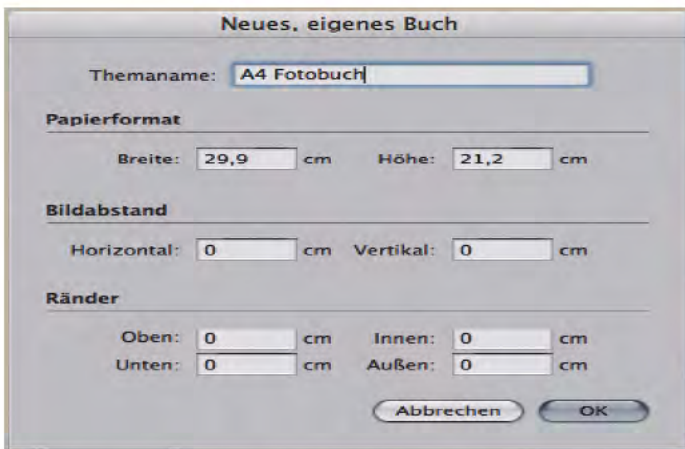 Neues, eigenes Buch
Themaname: A4 Fotobuch
Papierformat
Breite: 29,9 cm Höhe: 21,2 cm
Bildabstand
Horizontal: 0 cm Vertikal: 0 cm
Ränder
Oben: 0 cm Innen: 0 cm
Unten: 0 cm Außen: 0 cm
Abbrechen OK